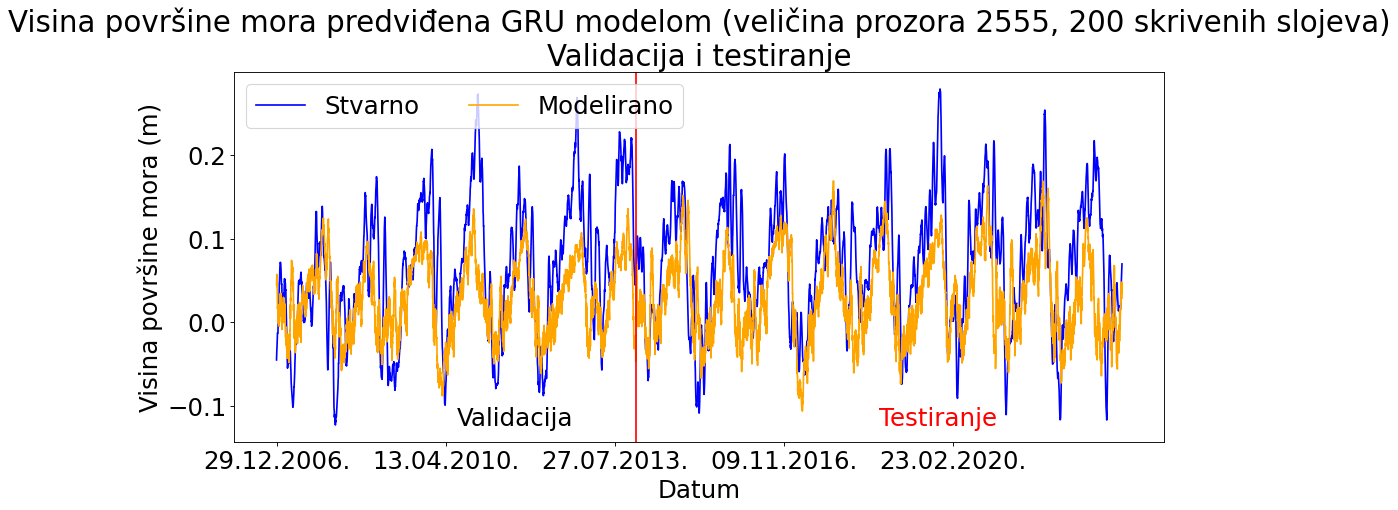 Visina površine mora predviđena GRU modelom (veličina prozora 2555, 200 skrivenih slojeva)
Validacija i testiranje
Stvarno
Modelirano
Visina površine mora (m)
0.2
0.1
0.0
−0.1
Validacija
Testiranje
29.12.2006.
13.04.2010.
27.07.2013.
09.11.2016.
23.02.2020.
Datum